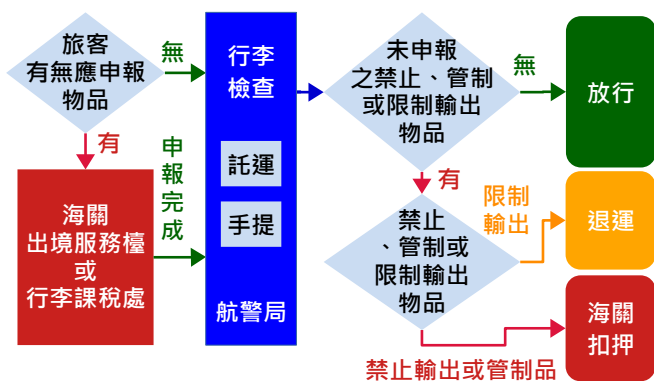 旅客
有無應申報
物品
無
有
海關
出境服務檯
或
行李課稅處
申報完成
行李
檢查
託運
手提
航警局
未申報
之禁止、管制
或限制輸出
物品
無
放行
有
禁止
、管制或
限制輸出
物品
限制
輸出
退運
禁止輸出或管制品
海關
扣押